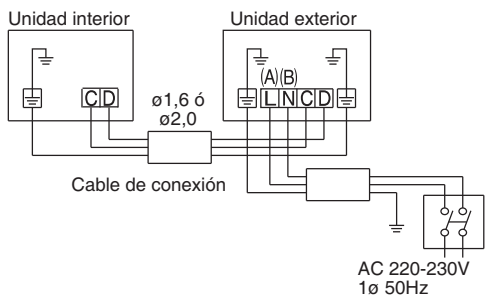 Unidad interior
Unidad exterior
(A)(B)
C D
L N C D
ø1,6 ó
ø2,0
Cable de conexión
AC 220-230V
1ø 50Hz